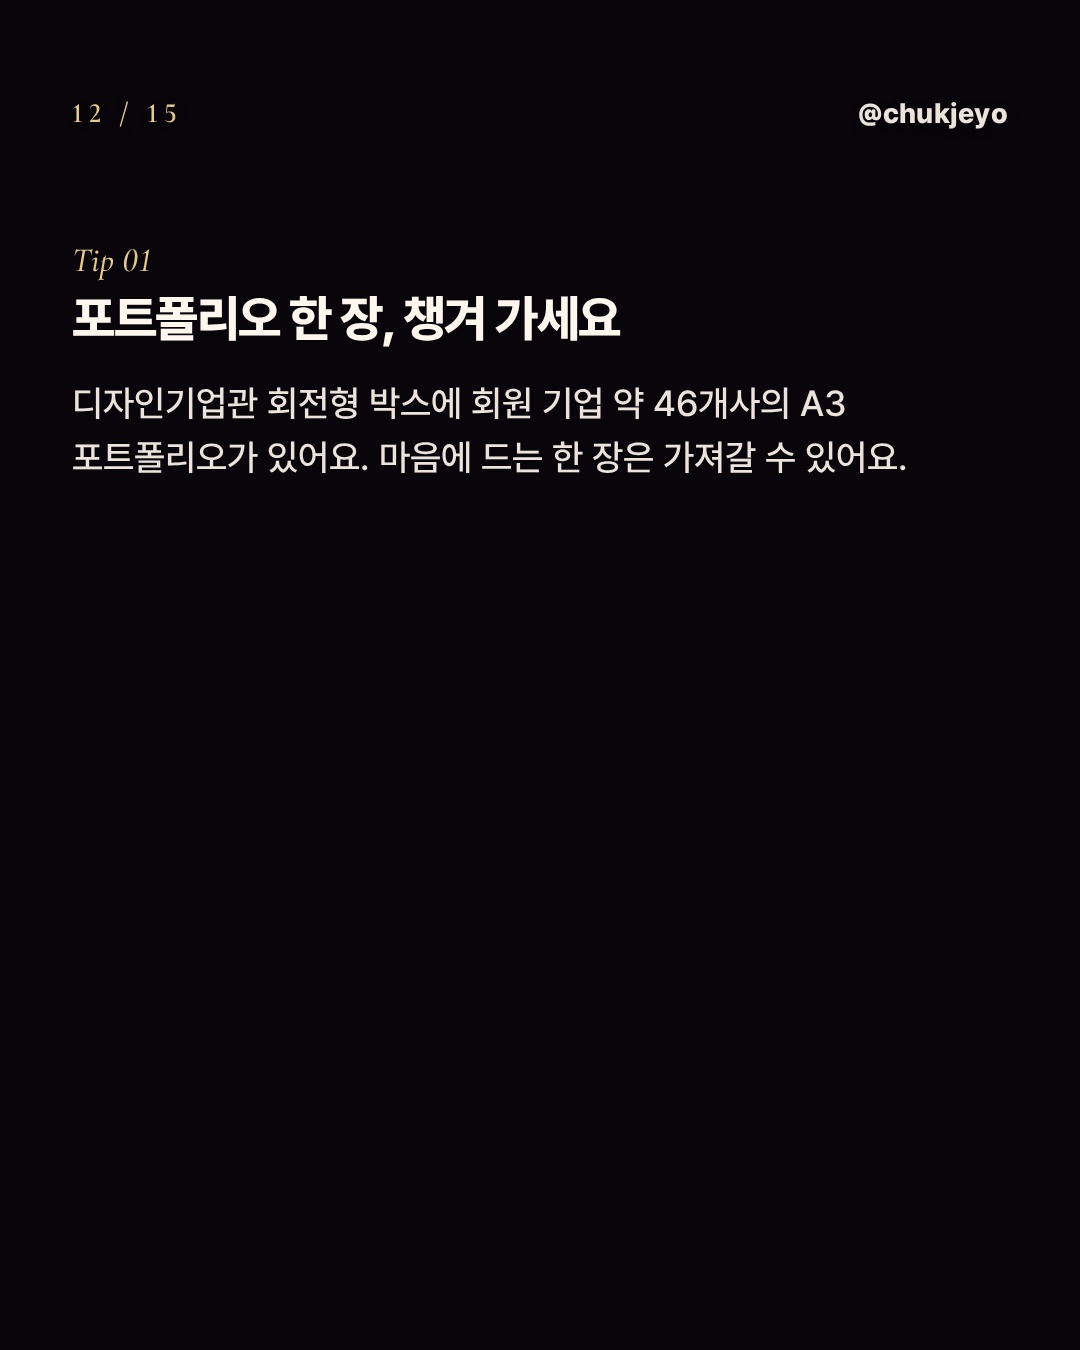 12 / 15
@chukjeyo
Tip 01
포트폴리오 한 장, 챙겨 가세요
디자인기업관 회전형 박스에 회원 기업 약 46개사의 A3
포트폴리오가 있어요. 마음에 드는 한 장은 가져갈 수 있어요.